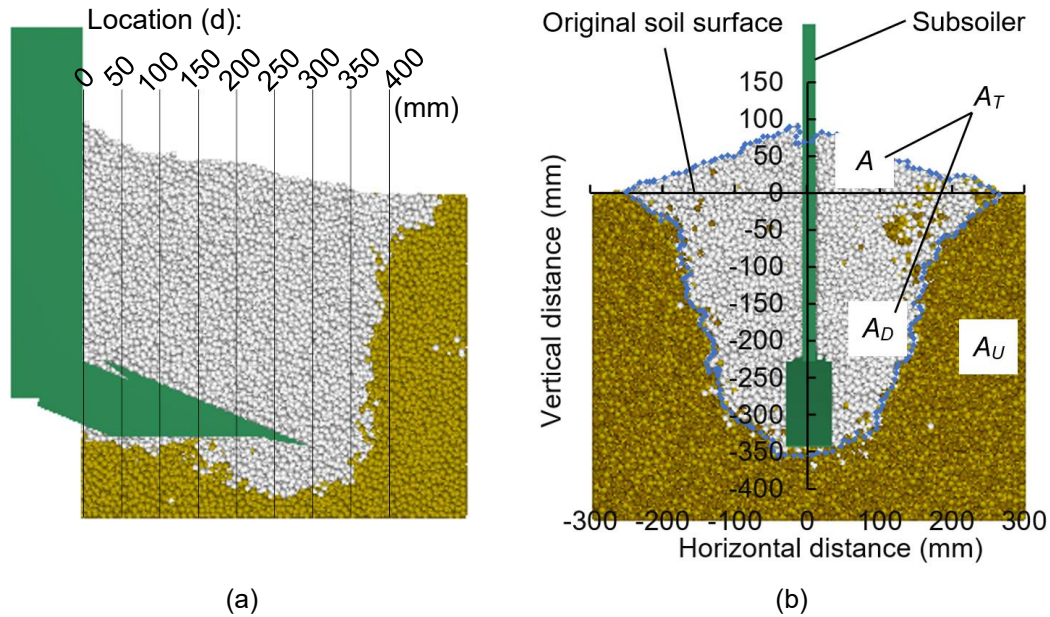 Location (d):
0 50 100 150 200 250 300 350 400
(mm)
Original soil surface
Subsoiler
A_T
A
A_D
A_U
Vertical distance (mm)
150
100
50
0
-50
-100
-150
-200
-250
-300
-350
-400
-300 -200 -100 0 100 200 300
Horizontal distance (mm)
(a)
(b)